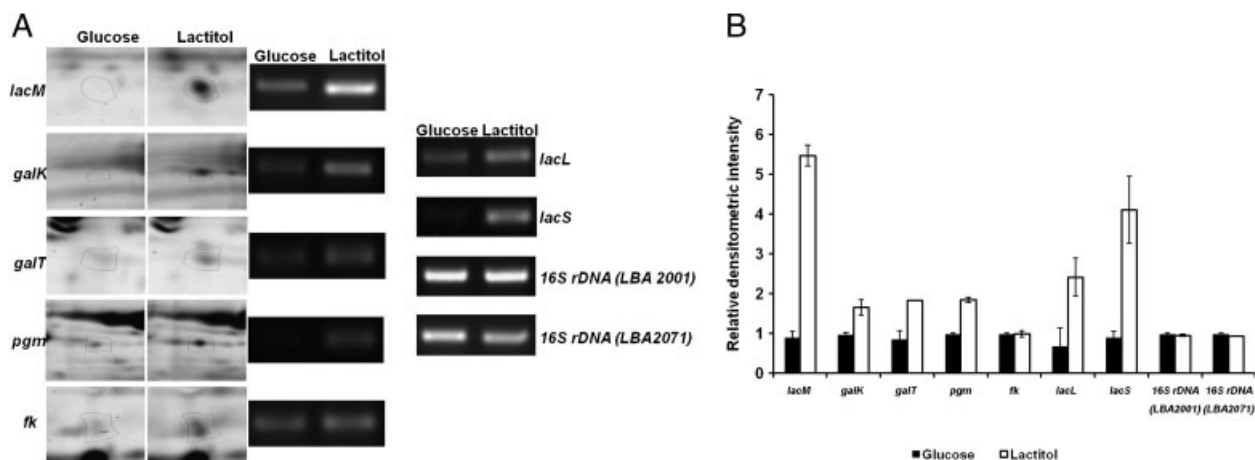 A
Glucose Lactitol
Glucose Lactitol
lacM
galK
galT
pgm
fk
Glucose Lactitol
lacL
lacS
16S rDNA (LBA 2001)
16S rDNA (LBA2071)
B
Relative densitometric intensity
7
6
5
4
3
2
1
0
lacM galK galT pgm fk lacL lacS 16S rDNA 16S rDNA
(LBA2001) (LBA2071)
Glucose Lactitol